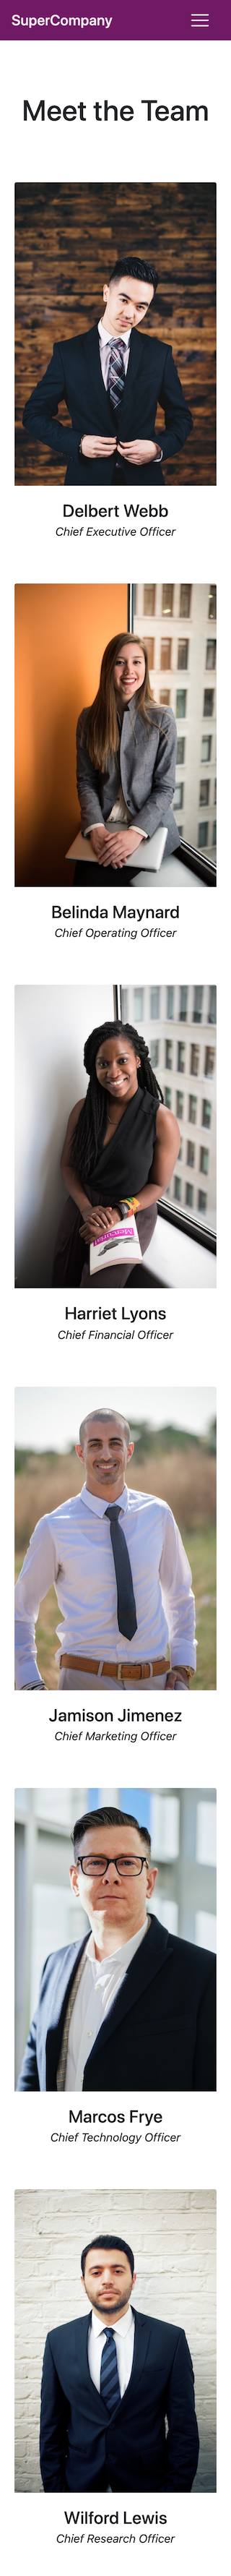 SuperCompany
Meet the Team
Delbert Webb
Chief Executive Officer
Belinda Maynard
Chief Operating Officer
Mercured
Harriet Lyons
Chief Financial Officer
Jamison Jimenez
Chief Marketing Officer
Marcos Frye
Chief Technology Officer
Wilford Lewis
Chief Research Officer